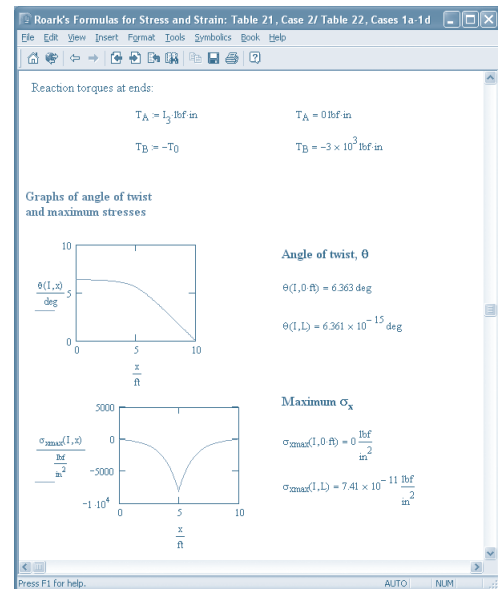 Roark's Formulas for Stress and Strain: Table 21, Case 2/ Table 22, Cases 1a-1d
File Edit View Insert Format Tools Symbolics Book Help
Reaction torques at ends:
T_A := I_3·lbf·in T_A = 0 lbf·in
T_B := −T_0 T_B = −3 × 10^3 lbf·in
Graphs of angle of twist
and maximum stresses
Angle of twist, θ
10
5
0
θ(I,x)
deg
0 5 10
x
ft
θ(I,0·ft) = 6.363 deg
θ(I,L) = 6.361 × 10^−15 deg
Maximum σ_x
5000
0
−5000
−1·10^4
σ_xmax(I,x)
lbf
in^2
0 5 10
x
ft
σ_xmax(I,0·ft) = 0 lbf/in^2
σ_xmax(I,L) = 7.41 × 10^−11 lbf/in^2
Press F1 for help. AUTO NUM